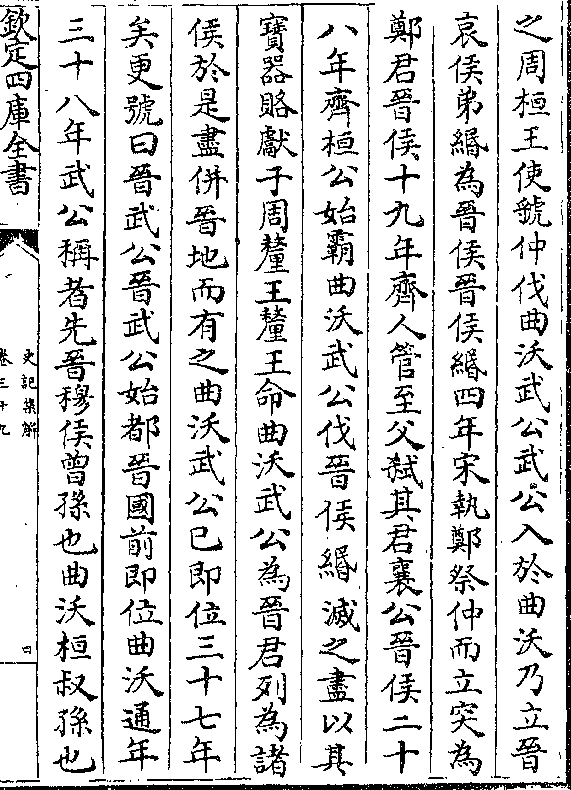 之周桓王使虢仲伐曲沃武公武公入於曲沃乃立晉
哀侯弟緡為晉侯晉侯緡四年宋執鄭祭仲而立突為
鄭君晉侯十九年齊人管至父弑其君襄公晉侯二十
八年齊桓公始霸曲沃武公伐晉侯緡滅之盡以其
寶器賂獻于周釐王釐王命曲沃武公為晉君列為諸
侯於是盡併晉地而有之曲沃武公已即位三十七年
矣更號曰晉武公晉武公始都晉國前即位曲沃通年
三十八年武公稱者先晉穆侯曾孫也曲沃桓叔孫也
欽定四庫全書
史記集解
卷三十九
四